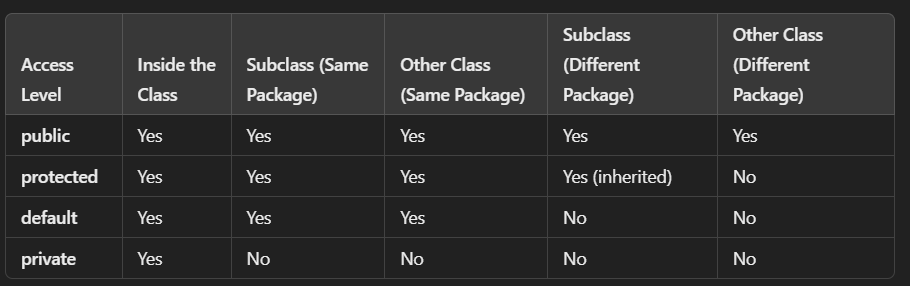 Access Level | Inside the Class | Subclass (Same Package) | Other Class (Same Package) | Subclass (Different Package) | Other Class (Different Package)
public | Yes | Yes | Yes | Yes | Yes
protected | Yes | Yes | Yes | Yes (inherited) | No
default | Yes | Yes | Yes | No | No
private | Yes | No | No | No | No